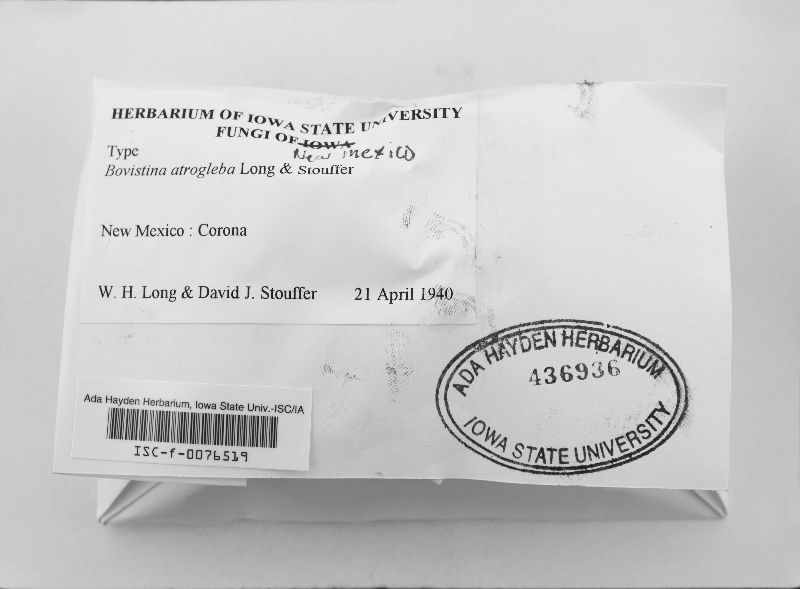 HERBARIUM OF IOWA STATE UNIVERSITY
FUNGI OF IOWA
New Mexico
Type
Bovistina atrogleba Long & Stouffer
New Mexico : Corona
W. H. Long & David J. Stouffer 21 April 1940
ADA HAYDEN HERBARIUM
436936
IOWA STATE UNIVERSITY
Ada Hayden Herbarium, Iowa State Univ.-ISC/IA
ISC-f-0076519